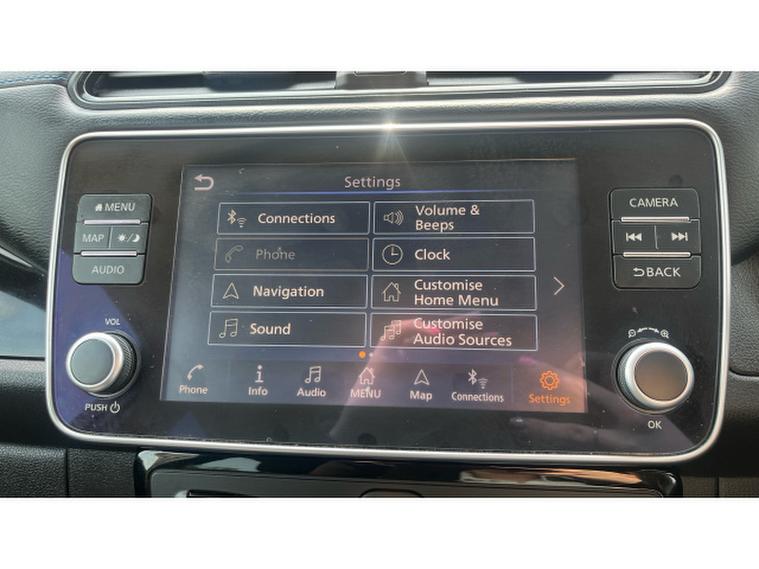 Settings
MENU
MAP
AUDIO
VOL
PUSH
Connections
Volume &
Beeps
Phone
Clock
Navigation
Customise
Home Menu
Sound
Customise
Audio Sources
Phone
Info
Audio
MENU
Map
Connections
Settings
CAMERA
BACK
OK